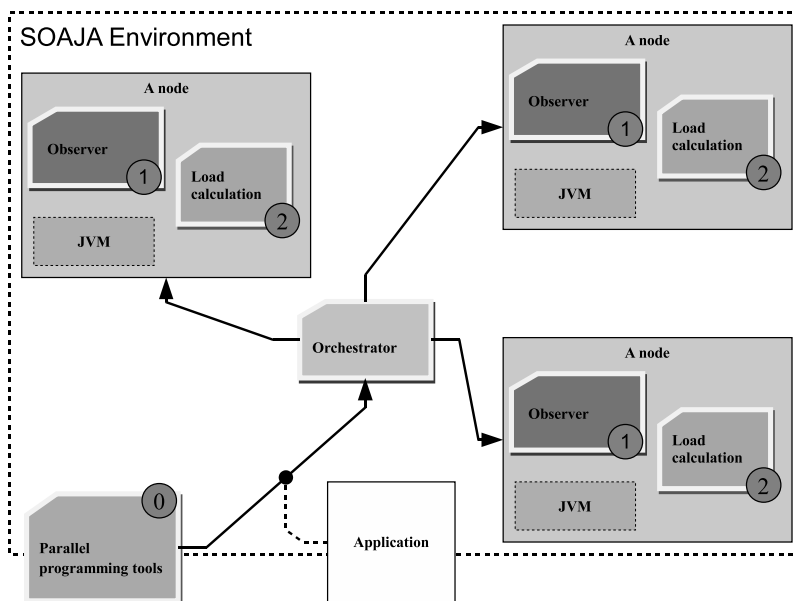 SOAJA Environment
A node
Observer
1
Load
calculation
2
JVM
A node
Observer
1
Load
calculation
2
JVM
Orchestrator
A node
Observer
1
Load
calculation
2
JVM
0
Parallel
programming tools
Application